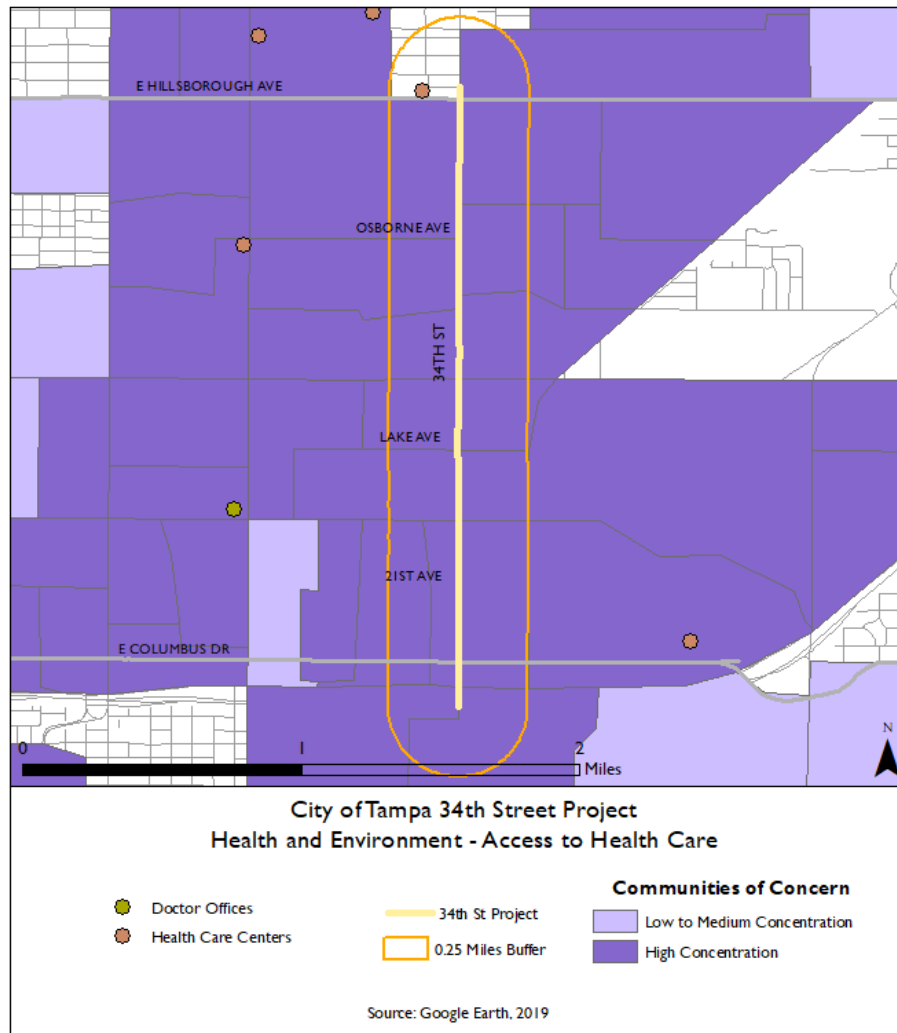 E HILLSBOROUGH AVE
OSBORNE AVE
34TH ST
LAKE AVE
21ST AVE
E COLUMBUS DR
N
0 1 2
Miles
City of Tampa 34th Street Project
Health and Environment - Access to Health Care
Doctor Offices
Health Care Centers
34th St Project
0.25 Miles Buffer
Communities of Concern
Low to Medium Concentration
High Concentration
Source: Google Earth, 2019